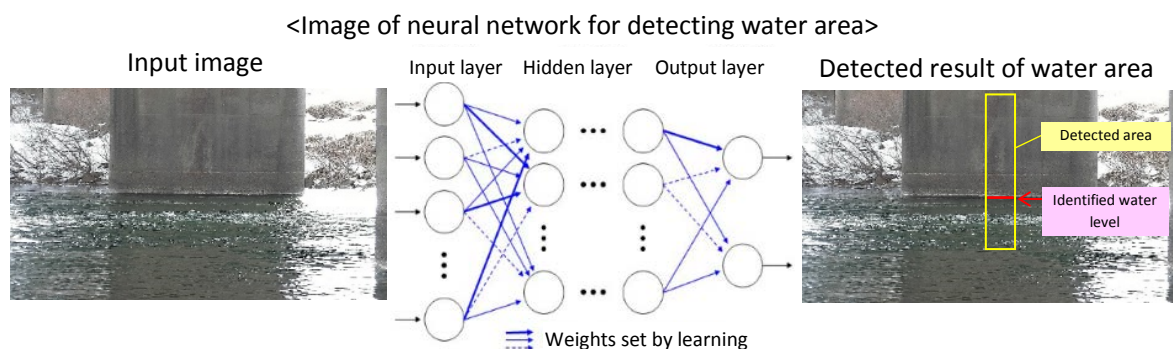 <Image of neural network for detecting water area>
Input image
Input layer Hidden layer Output layer
Detected result of water area
Detected area
Identified water
level
Weights set by learning